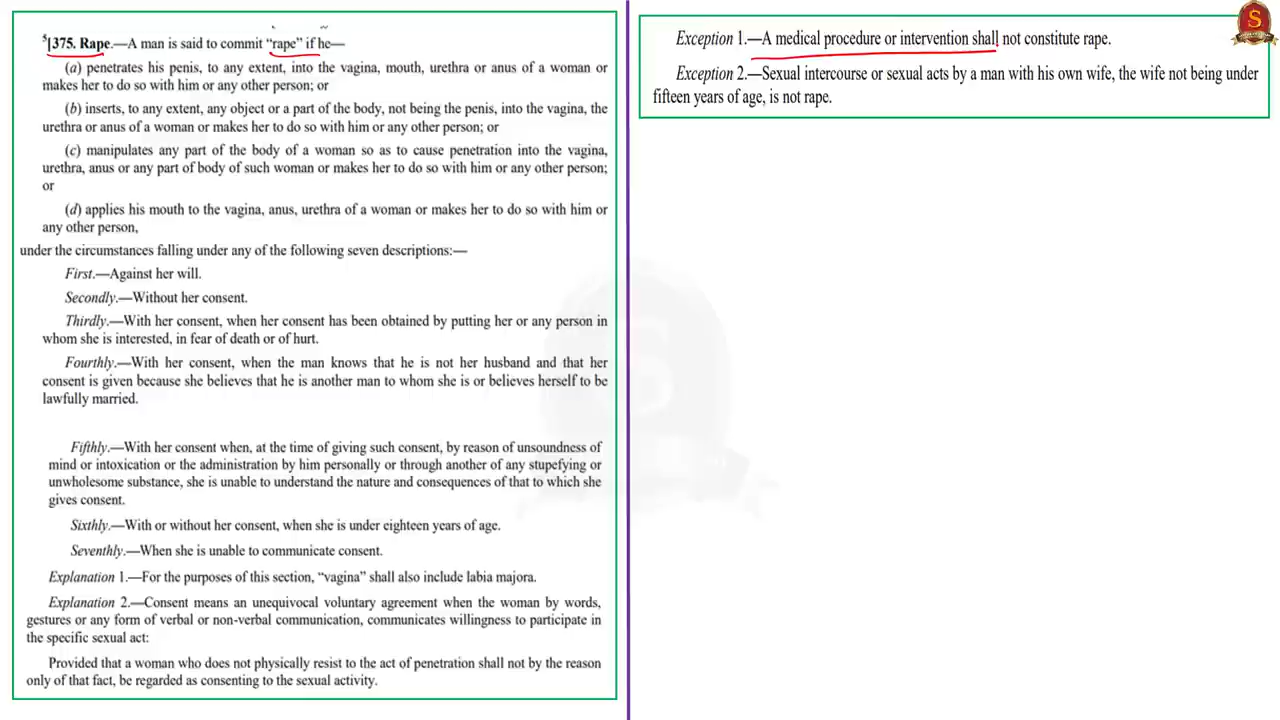 ⁵[375. Rape.—A man is said to commit “rape” if he—
(a) penetrates his penis, to any extent, into the vagina, mouth, urethra or anus of a woman or
makes her to do so with him or any other person; or
(b) inserts, to any extent, any object or a part of the body, not being the penis, into the vagina, the
urethra or anus of a woman or makes her to do so with him or any other person; or
(c) manipulates any part of the body of a woman so as to cause penetration into the vagina,
urethra, anus or any part of body of such woman or makes her to do so with him or any other person;
or
(d) applies his mouth to the vagina, anus, urethra of a woman or makes her to do so with him or
any other person,
under the circumstances falling under any of the following seven descriptions:—
First.—Against her will.
Secondly.—Without her consent.
Thirdly.—With her consent, when her consent has been obtained by putting her or any person in
whom she is interested, in fear of death or of hurt.
Fourthly.—With her consent, when the man knows that he is not her husband and that her
consent is given because she believes that he is another man to whom she is or believes herself to be
lawfully married.
Fifthly.—With her consent when, at the time of giving such consent, by reason of unsoundness of
mind or intoxication or the administration by him personally or through another of any stupefying or
unwholesome substance, she is unable to understand the nature and consequences of that to which she
gives consent.
Sixthly.—With or without her consent, when she is under eighteen years of age.
Seventhly.—When she is unable to communicate consent.
Explanation 1.—For the purposes of this section, “vagina” shall also include labia majora.
Explanation 2.—Consent means an unequivocal voluntary agreement when the woman by words,
gestures or any form of verbal or non-verbal communication, communicates willingness to participate in
the specific sexual act:
Provided that a woman who does not physically resist to the act of penetration shall not by the reason
only of that fact, be regarded as consenting to the sexual activity.
Exception 1.—A medical procedure or intervention shall not constitute rape.
Exception 2.—Sexual intercourse or sexual acts by a man with his own wife, the wife not being under
fifteen years of age, is not rape.
S